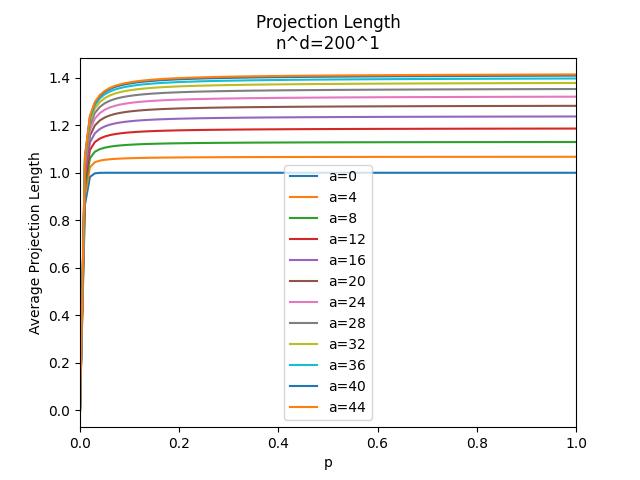 Projection Length
n^d=200^1
Average Projection Length
1.4
1.2
1.0
0.8
0.6
0.4
0.2
0.0
a=0
a=4
a=8
a=12
a=16
a=20
a=24
a=28
a=32
a=36
a=40
a=44
0.0 0.2 0.4 0.6 0.8 1.0
p